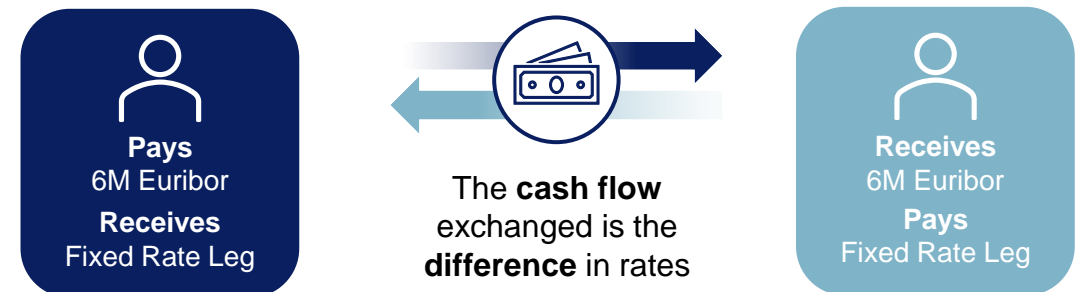 Pays
6M Euribor
Receives
Fixed Rate Leg
The cash flow
exchanged is the
difference in rates
Receives
6M Euribor
Pays
Fixed Rate Leg